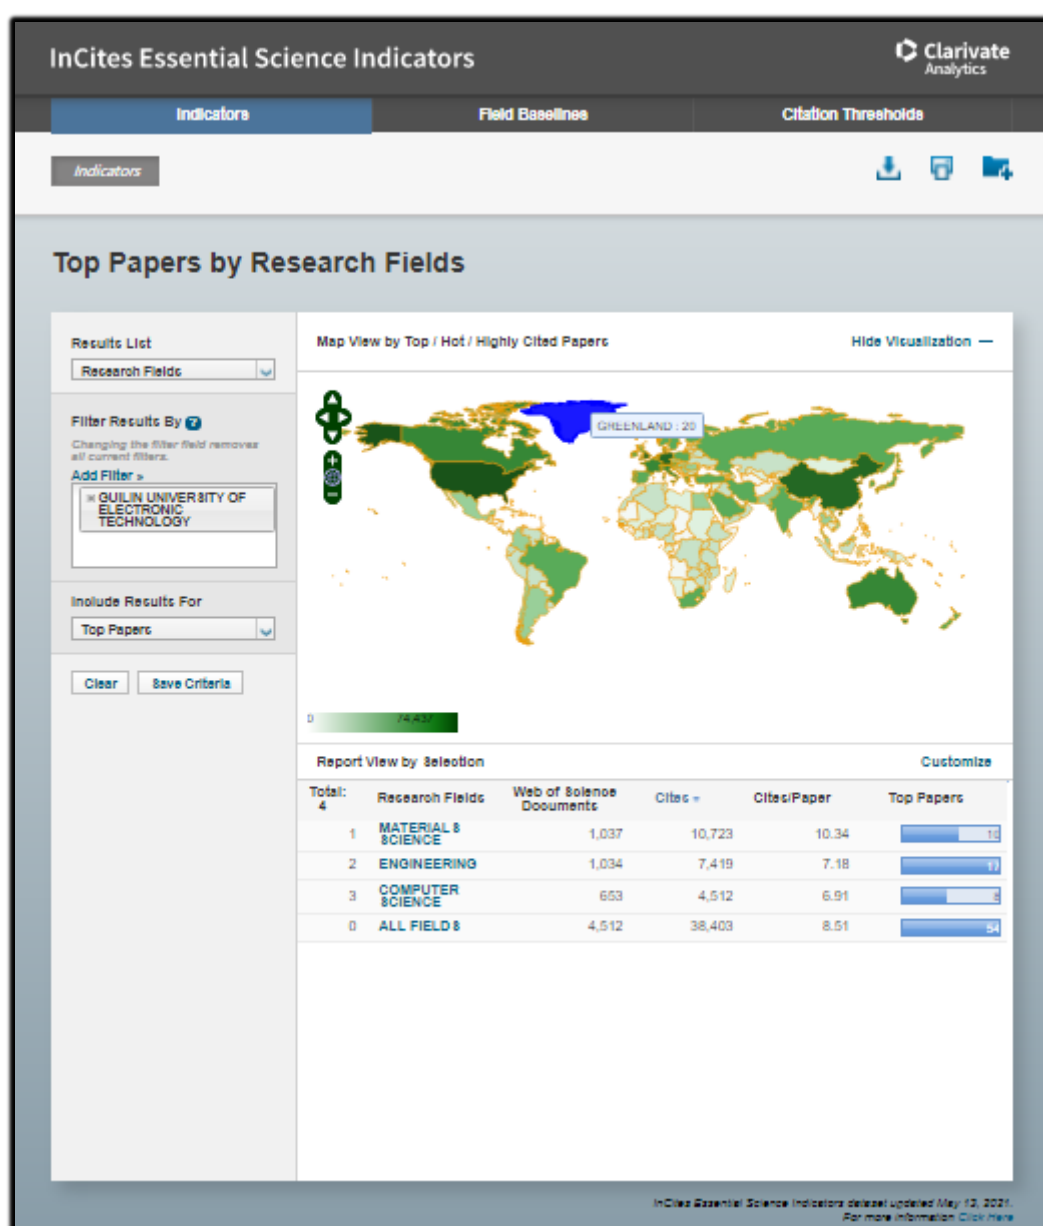 InCites Essential Science Indicators
Clarivate
Analytics
Indicators
Field Baselines
Citation Thresholds
Indicators
Top Papers by Research Fields
Results List
Research Fields
Filter Results By ?
Changing the filter field removes
all current filters.
Add Filter »
GUILIN UNIVERSITY OF
ELECTRONIC
TECHNOLOGY
Include Results For
Top Papers
Clear
Save Criteria
Map View by Top / Hot / Highly Cited Papers
Hide Visualization —
GREENLAND : 20
0 74,437
Report View by Selection
Customize
Total: 4 Research Fields Web of Science Documents Cites Cites/Paper Top Papers
1 MATERIALS SCIENCE 1,037 10,723 10.34
2 ENGINEERING 1,034 7,419 7.18 17
3 COMPUTER SCIENCE 653 4,512 6.91 8
0 ALL FIELDS 4,512 38,403 8.51 54
InCites Essential Science Indicators dataset updated May 13, 2021.
For more information Click Here